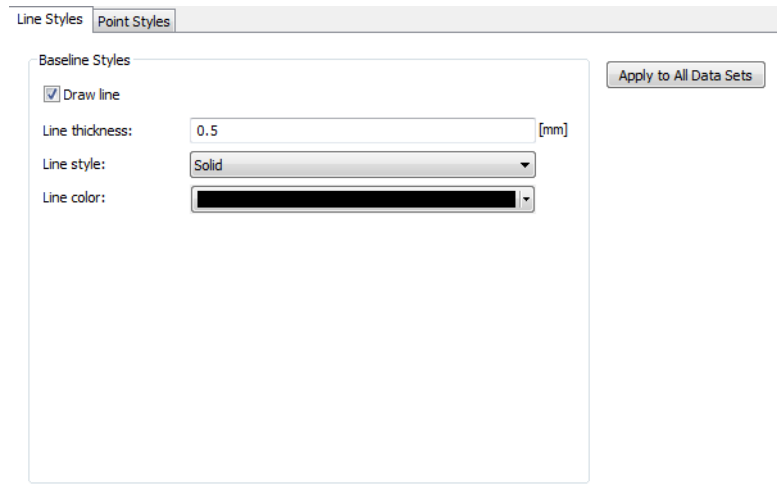 Line Styles Point Styles
Baseline Styles
Apply to All Data Sets
Draw line
Line thickness: 0.5 [mm]
Line style: Solid
Line color: